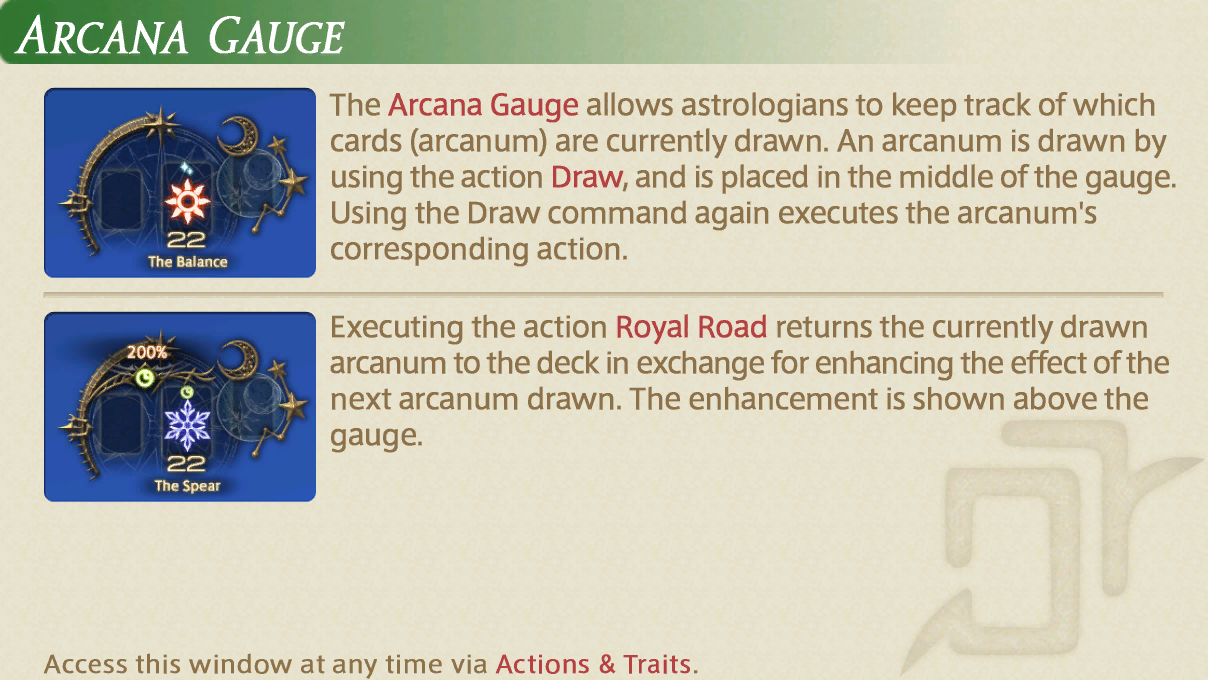 ARCANA GAUGE
22
The Balance
The Arcana Gauge allows astrologians to keep track of which
cards (arcanum) are currently drawn. An arcanum is drawn by
using the action Draw, and is placed in the middle of the gauge.
Using the Draw command again executes the arcanum's
corresponding action.
200%
22
The Spear
Executing the action Royal Road returns the currently drawn
arcanum to the deck in exchange for enhancing the effect of the
next arcanum drawn. The enhancement is shown above the
gauge.
Access this window at any time via Actions & Traits.